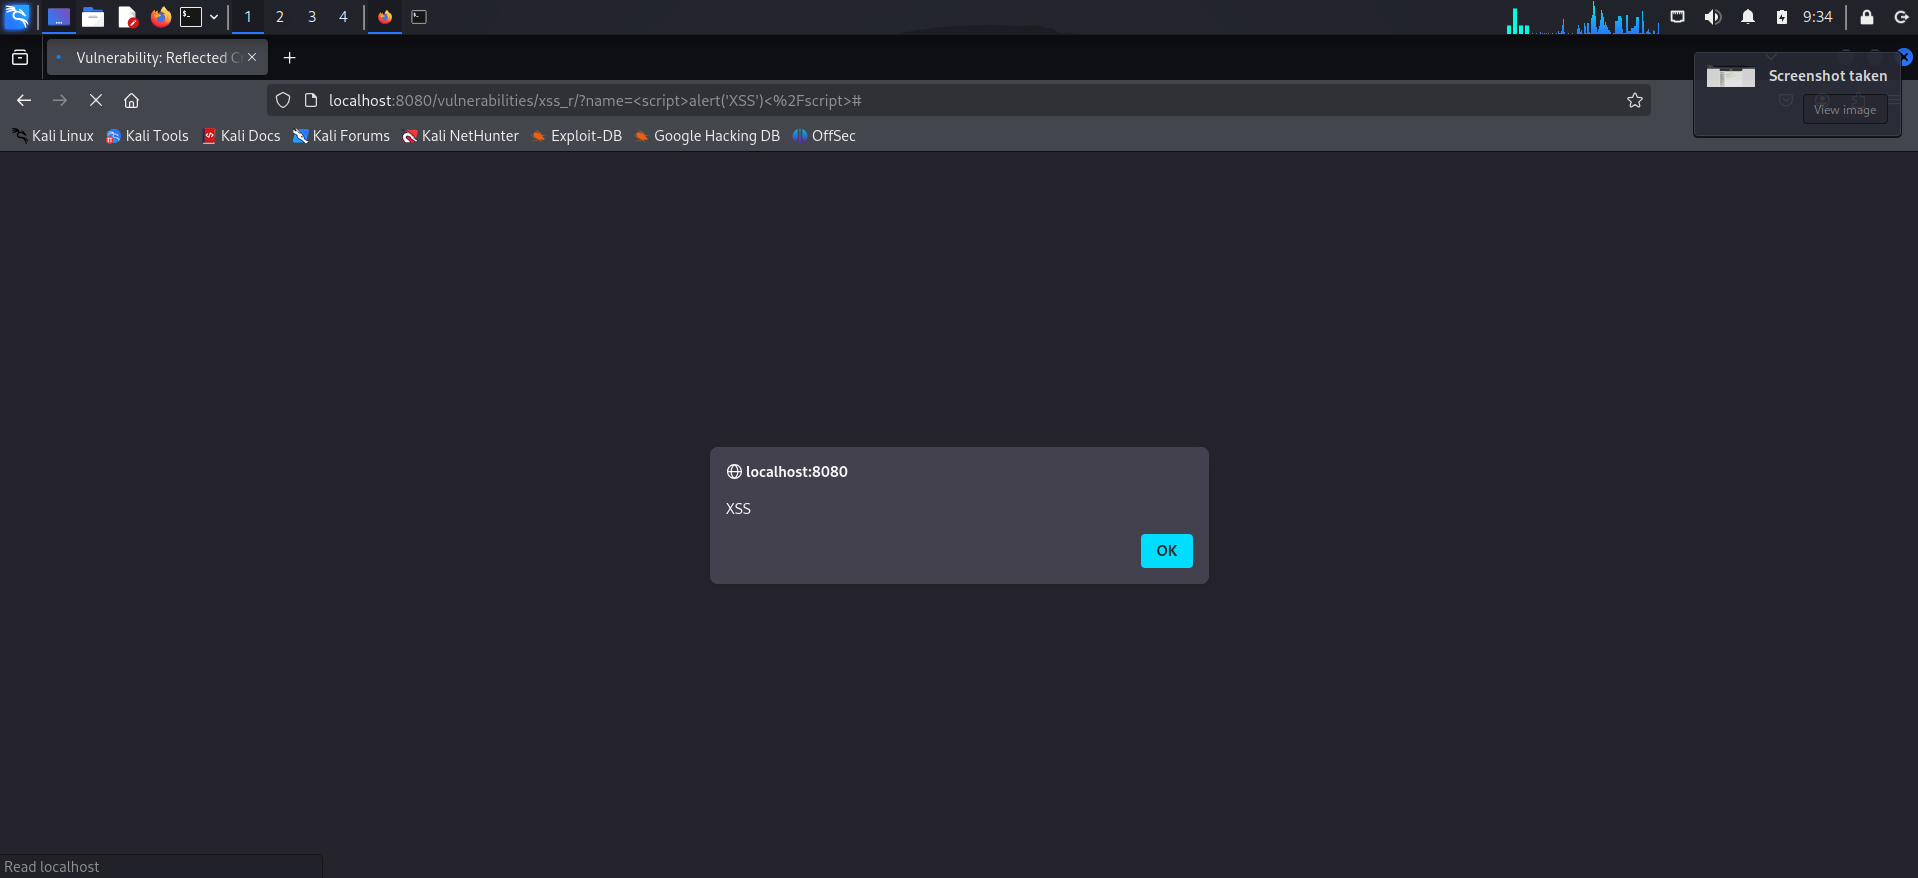 1 2 3 4 9:34
Vulnerability: Reflected C
Screenshot taken
localhost:8080/vulnerabilities/xss_r/?name=<script>alert('XSS')<%2Fscript>#
View image
Kali Linux Kali Tools Kali Docs Kali Forums Kali NetHunter Exploit-DB Google Hacking DB OffSec
localhost:8080
XSS
OK
Read localhost